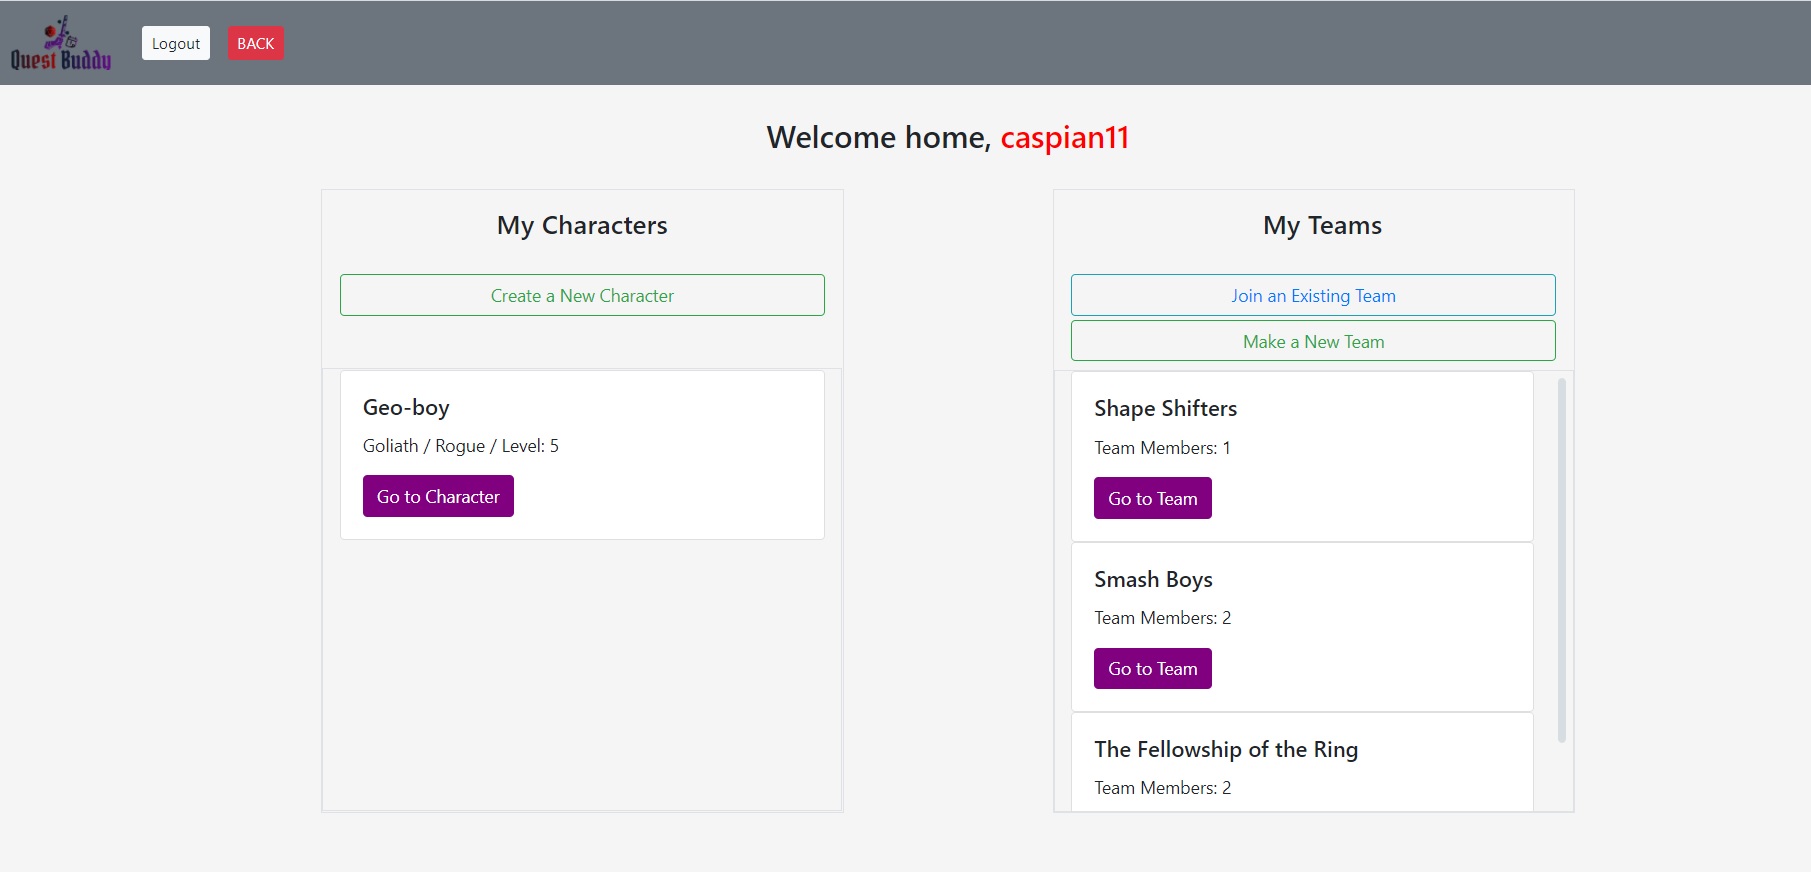 Quest Buddy
Logout
BACK
Welcome home, caspian11
My Characters
Create a New Character
Geo-boy
Goliath / Rogue / Level: 5
Go to Character
My Teams
Join an Existing Team
Make a New Team
Shape Shifters
Team Members: 1
Go to Team
Smash Boys
Team Members: 2
Go to Team
The Fellowship of the Ring
Team Members: 2